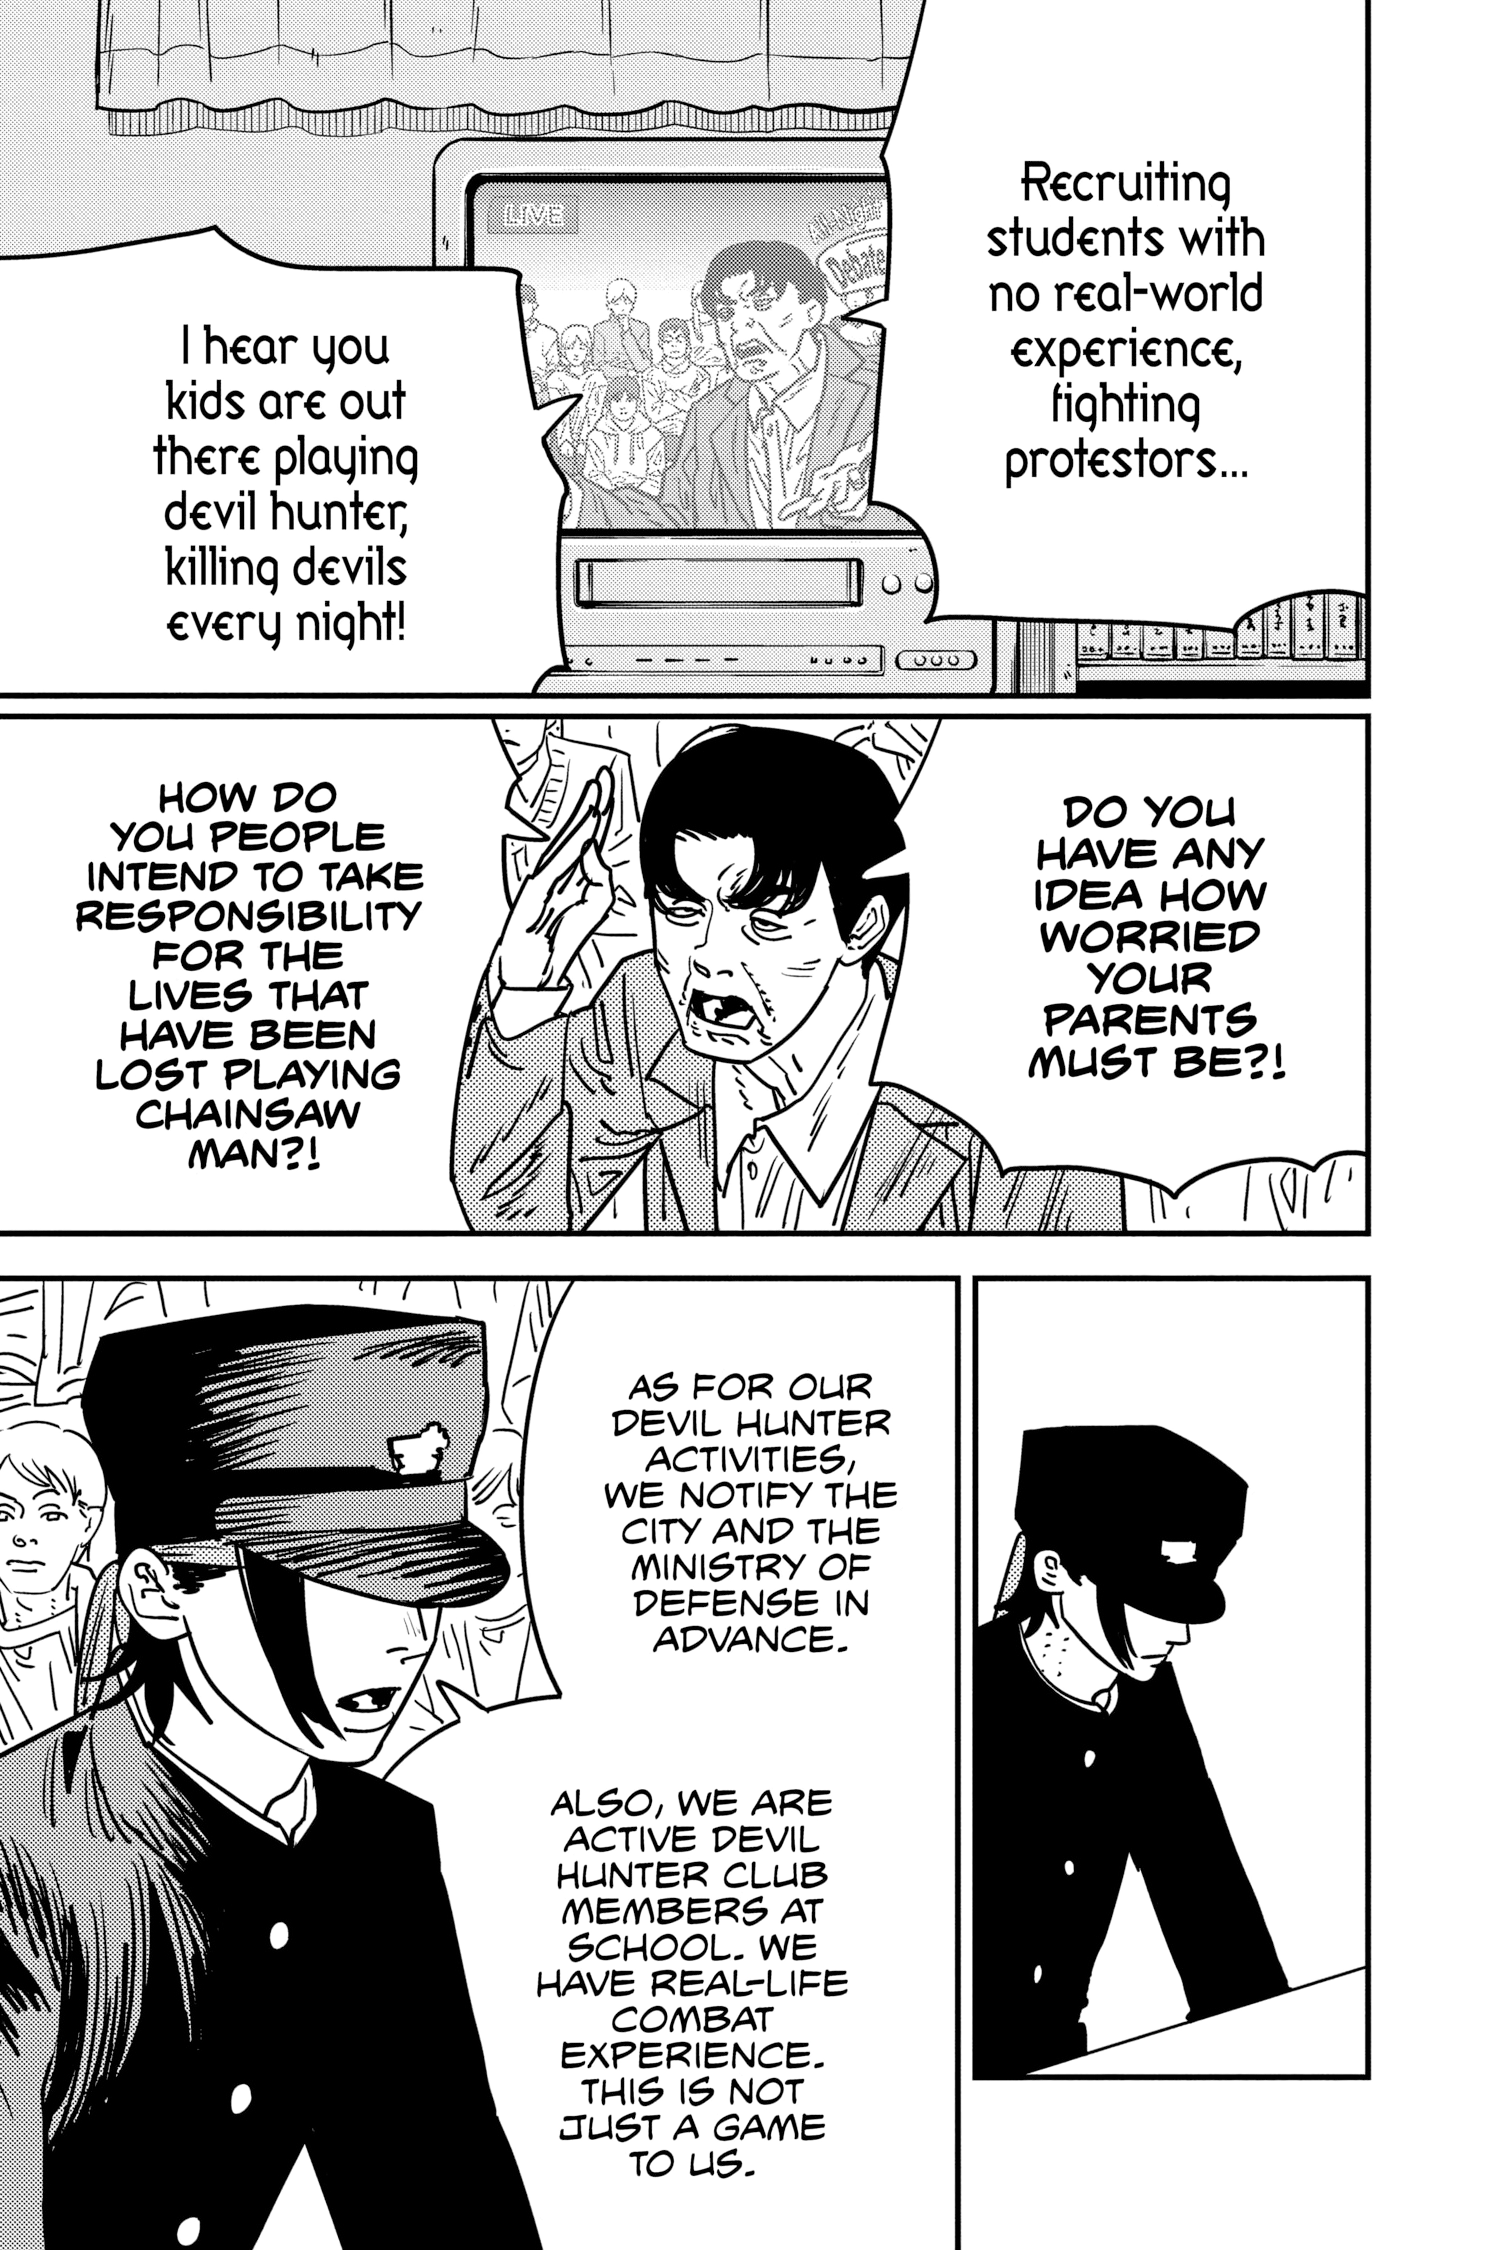 Recruiting
students with
no real-world
experience,
fighting
protestors...
LIVE
All-Night
Debate
I hear you
kids are out
there playing
devil hunter,
killing devils
every night!
DO YOU
HAVE ANY
IDEA HOW
WORRIED
YOUR
PARENTS
MUST BE?!
HOW DO
YOU PEOPLE
INTEND TO TAKE
RESPONSIBILITY
FOR THE
LIVES THAT
HAVE BEEN
LOST PLAYING
CHAINSAW
MAN?!
AS FOR OUR
DEVIL HUNTER
ACTIVITIES,
WE NOTIFY THE
CITY AND THE
MINISTRY OF
DEFENSE IN
ADVANCE.
ALSO, WE ARE
ACTIVE DEVIL
HUNTER CLUB
MEMBERS AT
SCHOOL. WE
HAVE REAL-LIFE
COMBAT
EXPERIENCE.
THIS IS NOT
JUST A GAME
TO US.